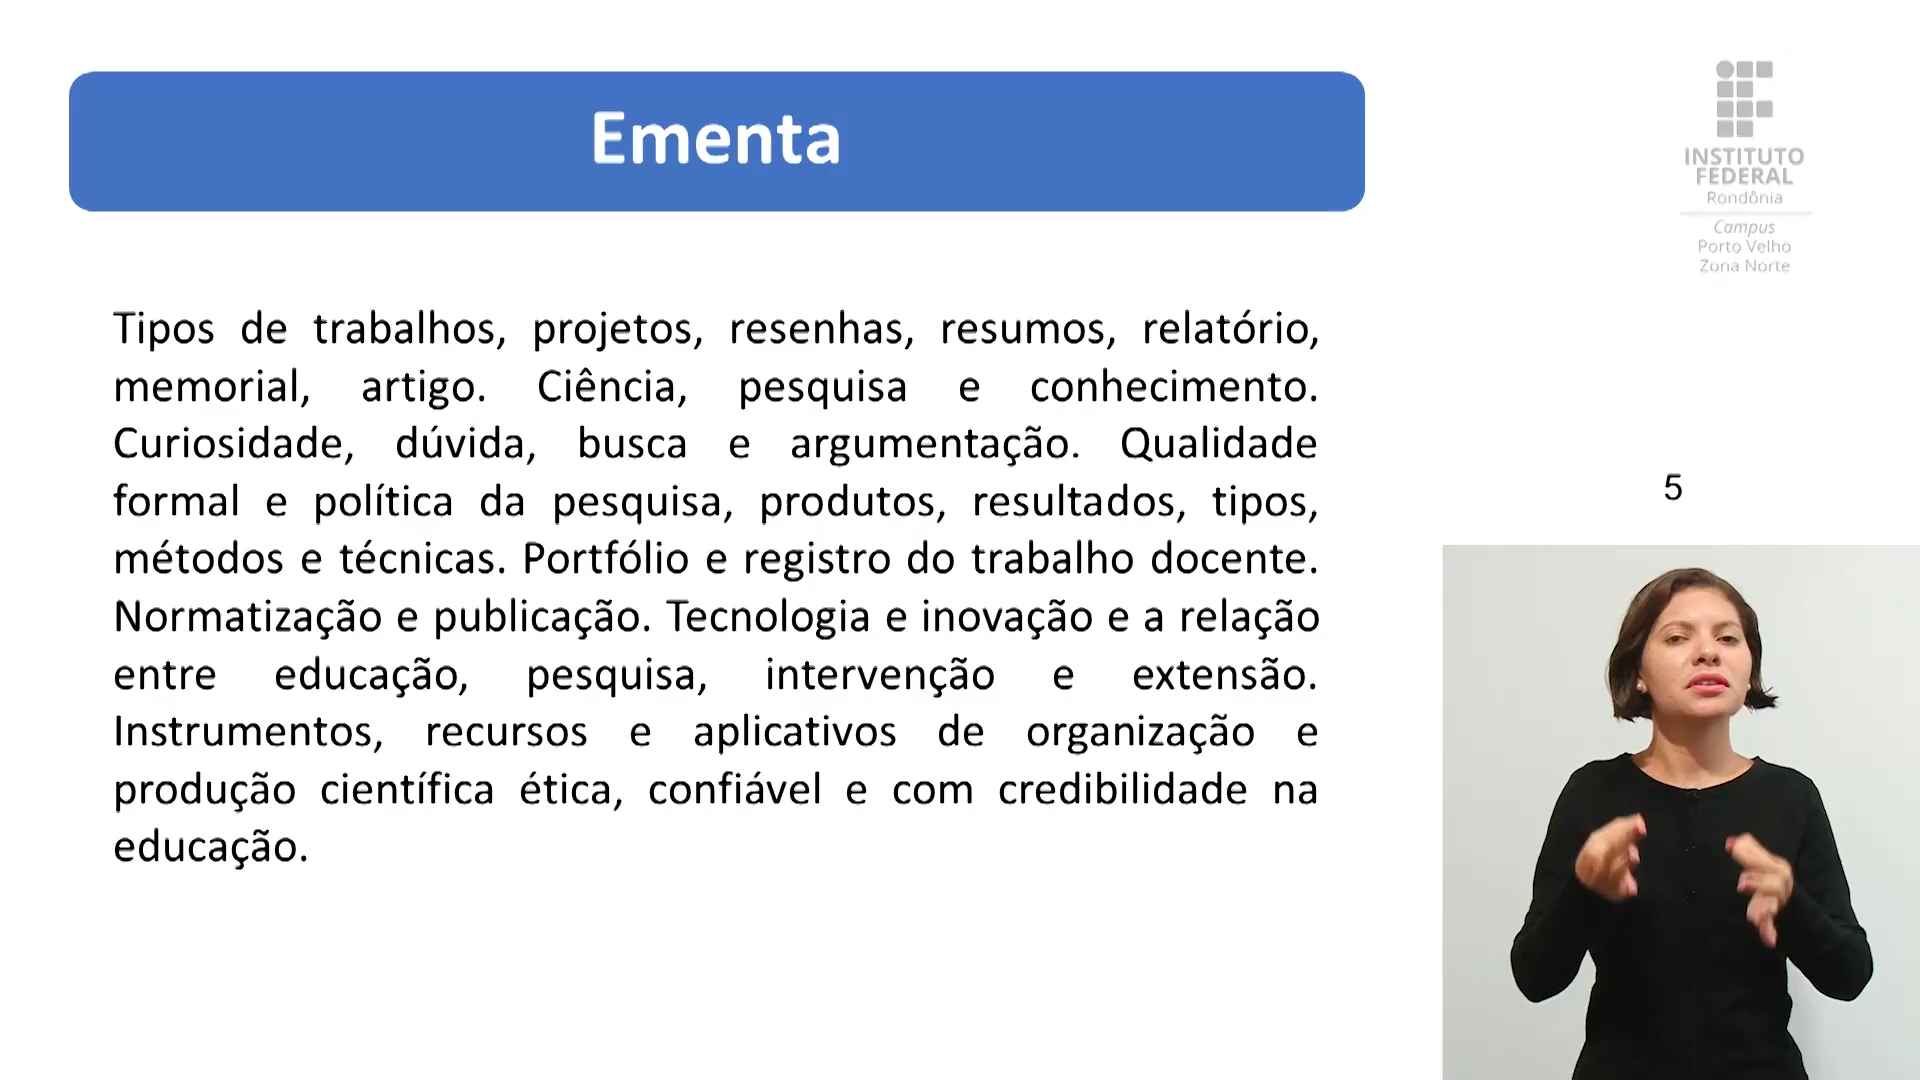 Ementa
INSTITUTO
FEDERAL
Rondônia
Campus
Porto Velho
Zona Norte
Tipos de trabalhos, projetos, resenhas, resumos, relatório,
memorial, artigo. Ciência, pesquisa e conhecimento.
Curiosidade, dúvida, busca e argumentação. Qualidade
formal e política da pesquisa, produtos, resultados, tipos,
métodos e técnicas. Portfólio e registro do trabalho docente.
Normatização e publicação. Tecnologia e inovação e a relação
entre educação, pesquisa, intervenção e extensão.
Instrumentos, recursos e aplicativos de organização e
produção científica ética, confiável e com credibilidade na
educação.
5